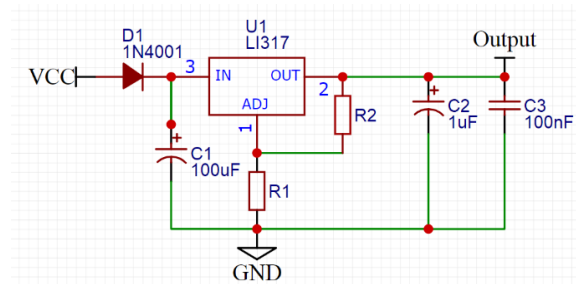 D1
1N4001
U1
LI317
Output
VCC
3
IN
OUT
2
ADJ
1
R2
C1
100uF
R1
C2
1uF
C3
100nF
GND